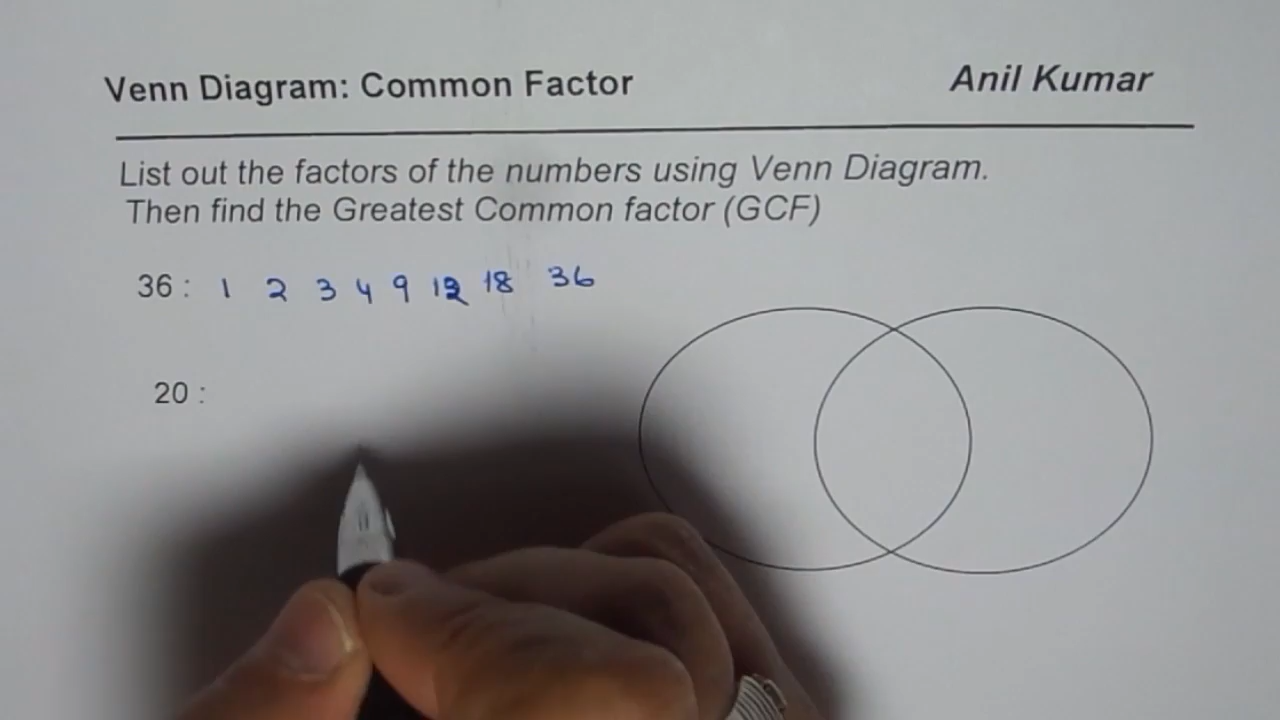 Venn Diagram: Common Factor Anil Kumar
List out the factors of the numbers using Venn Diagram.
Then find the Greatest Common factor (GCF)
36 : 1 2 3 4 9 12 18 36
20 :